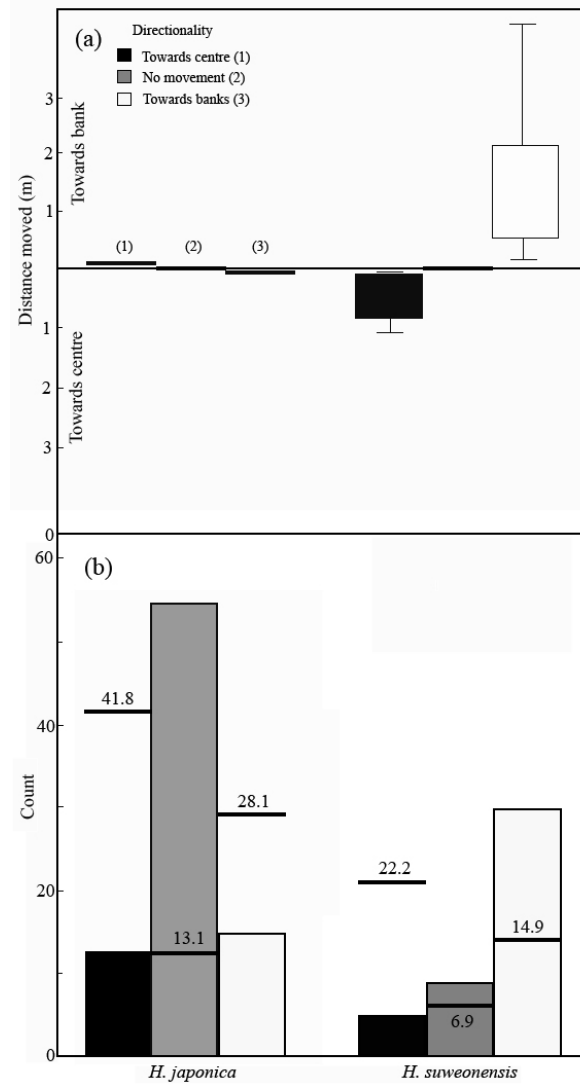 (a)
Directionality
Towards centre (1)
No movement (2)
Towards banks (3)
Distance moved (m)
Towards bank
Towards centre
3
2
1
(1) (2) (3)
1
2
3
0
60
(b)
41.8
40
28.1
Count
22.2
20
13.1
14.9
6.9
0
H. japonica H. suweonensis